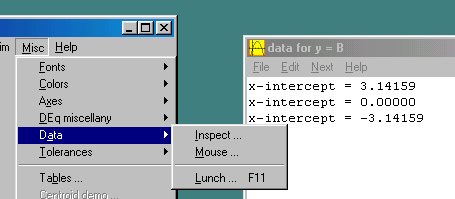 im Misc Help
Fonts
Colors
Axes
DEq miscellany
Data
Tolerances
Tables ...
Centroid demo ...
Inspect ...
Mouse ...
Lunch ... F11
data for y = B
File Edit Next Help
x-intercept = 3.14159
x-intercept = 0.00000
x-intercept = -3.14159